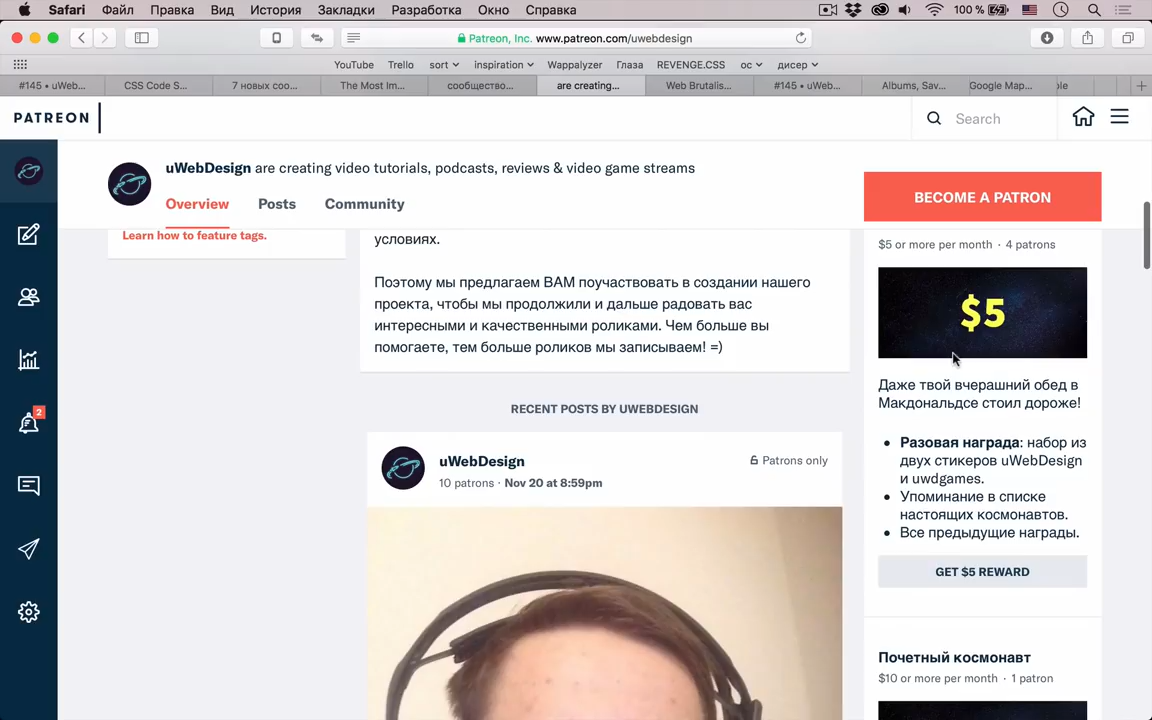 Safari Файл Правка Вид История Закладки Разработка Окно Справка 100 %
Patreon, Inc. www.patreon.com/uwebdesign
YouTube Trello sort inspiration Wappalyzer Глаза REVENGE.CSS ос дисер
#145 • uWeb... CSS Code S... 7 новых соо... The Most Im... сообщество... are creating... Web Brutalis... #145 • uWeb... Albums, Sav... Google Map... ple
PATREON
Search
uWebDesign are creating video tutorials, podcasts, reviews & video game streams
Overview Posts Community
BECOME A PATRON
Learn how to feature tags.
условиях.
Поэтому мы предлагаем ВАМ поучаствовать в создании нашего
проекта, чтобы мы продолжили и дальше радовать вас
интересными и качественными роликами. Чем больше вы
помогаете, тем больше роликов мы записываем! =)
RECENT POSTS BY UWEBDESIGN
uWebDesign
Patrons only
10 patrons · Nov 20 at 8:59pm
$5 or more per month · 4 patrons
$5
Даже твой вчерашний обед в
Макдональдсе стоил дороже!
• Разовая награда: набор из
двух стикеров uWebDesign
и uwdgames.
• Упоминание в списке
настоящих космонавтов.
• Все предыдущие награды.
GET $5 REWARD
Почетный космонавт
$10 or more per month · 1 patron
2